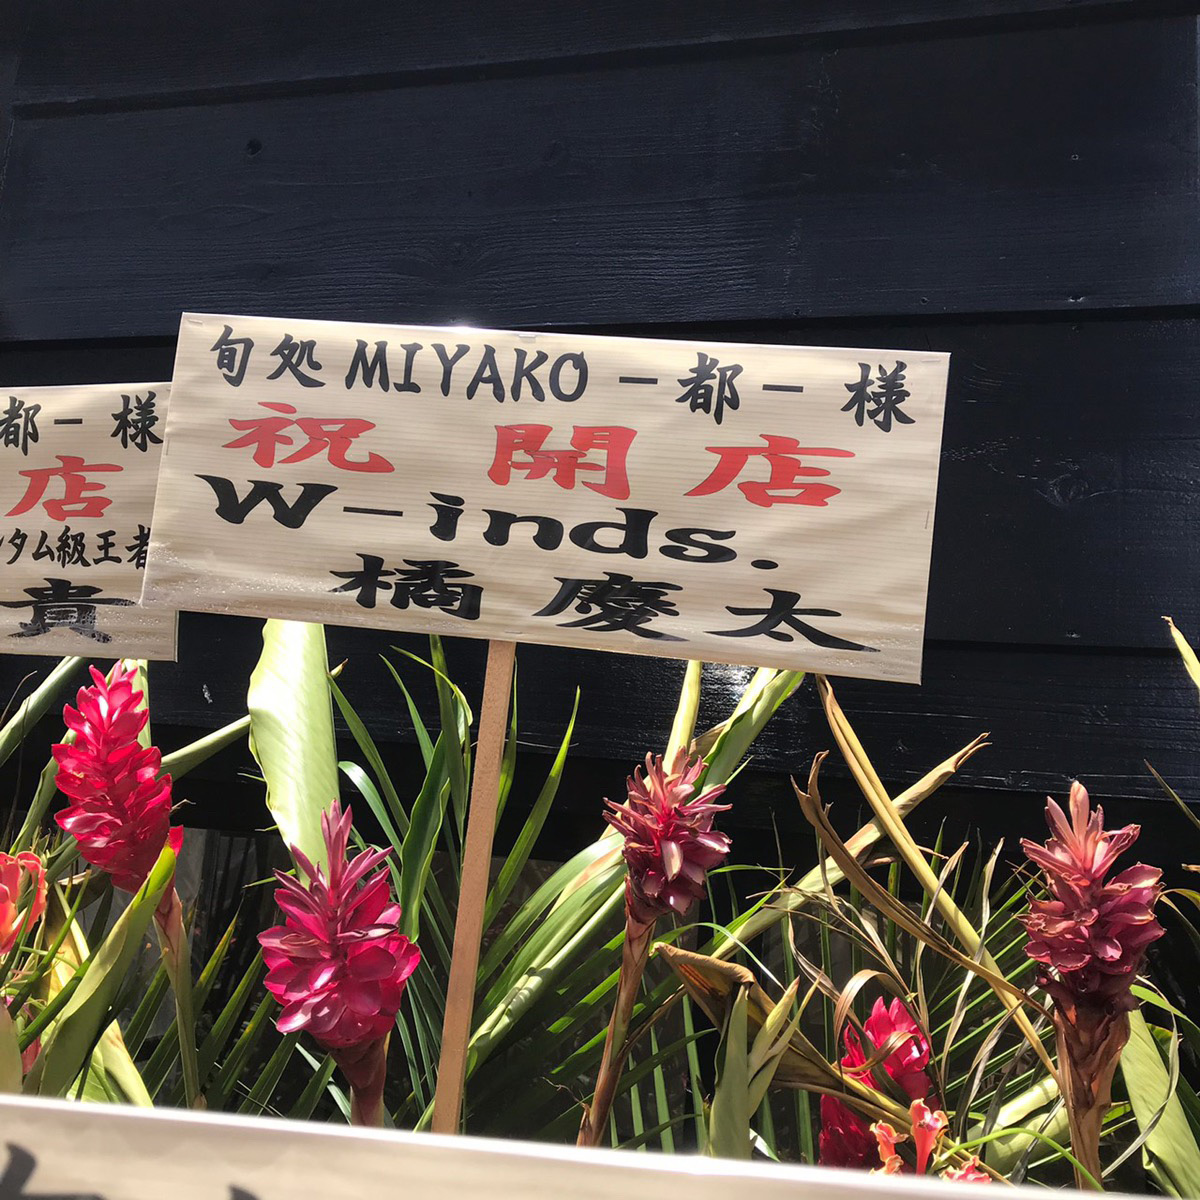 旬処 MIYAKO －都－ 様
祝 開 店
w－inds.
橘 慶 太
都－ 様
店
タム級王者
貴